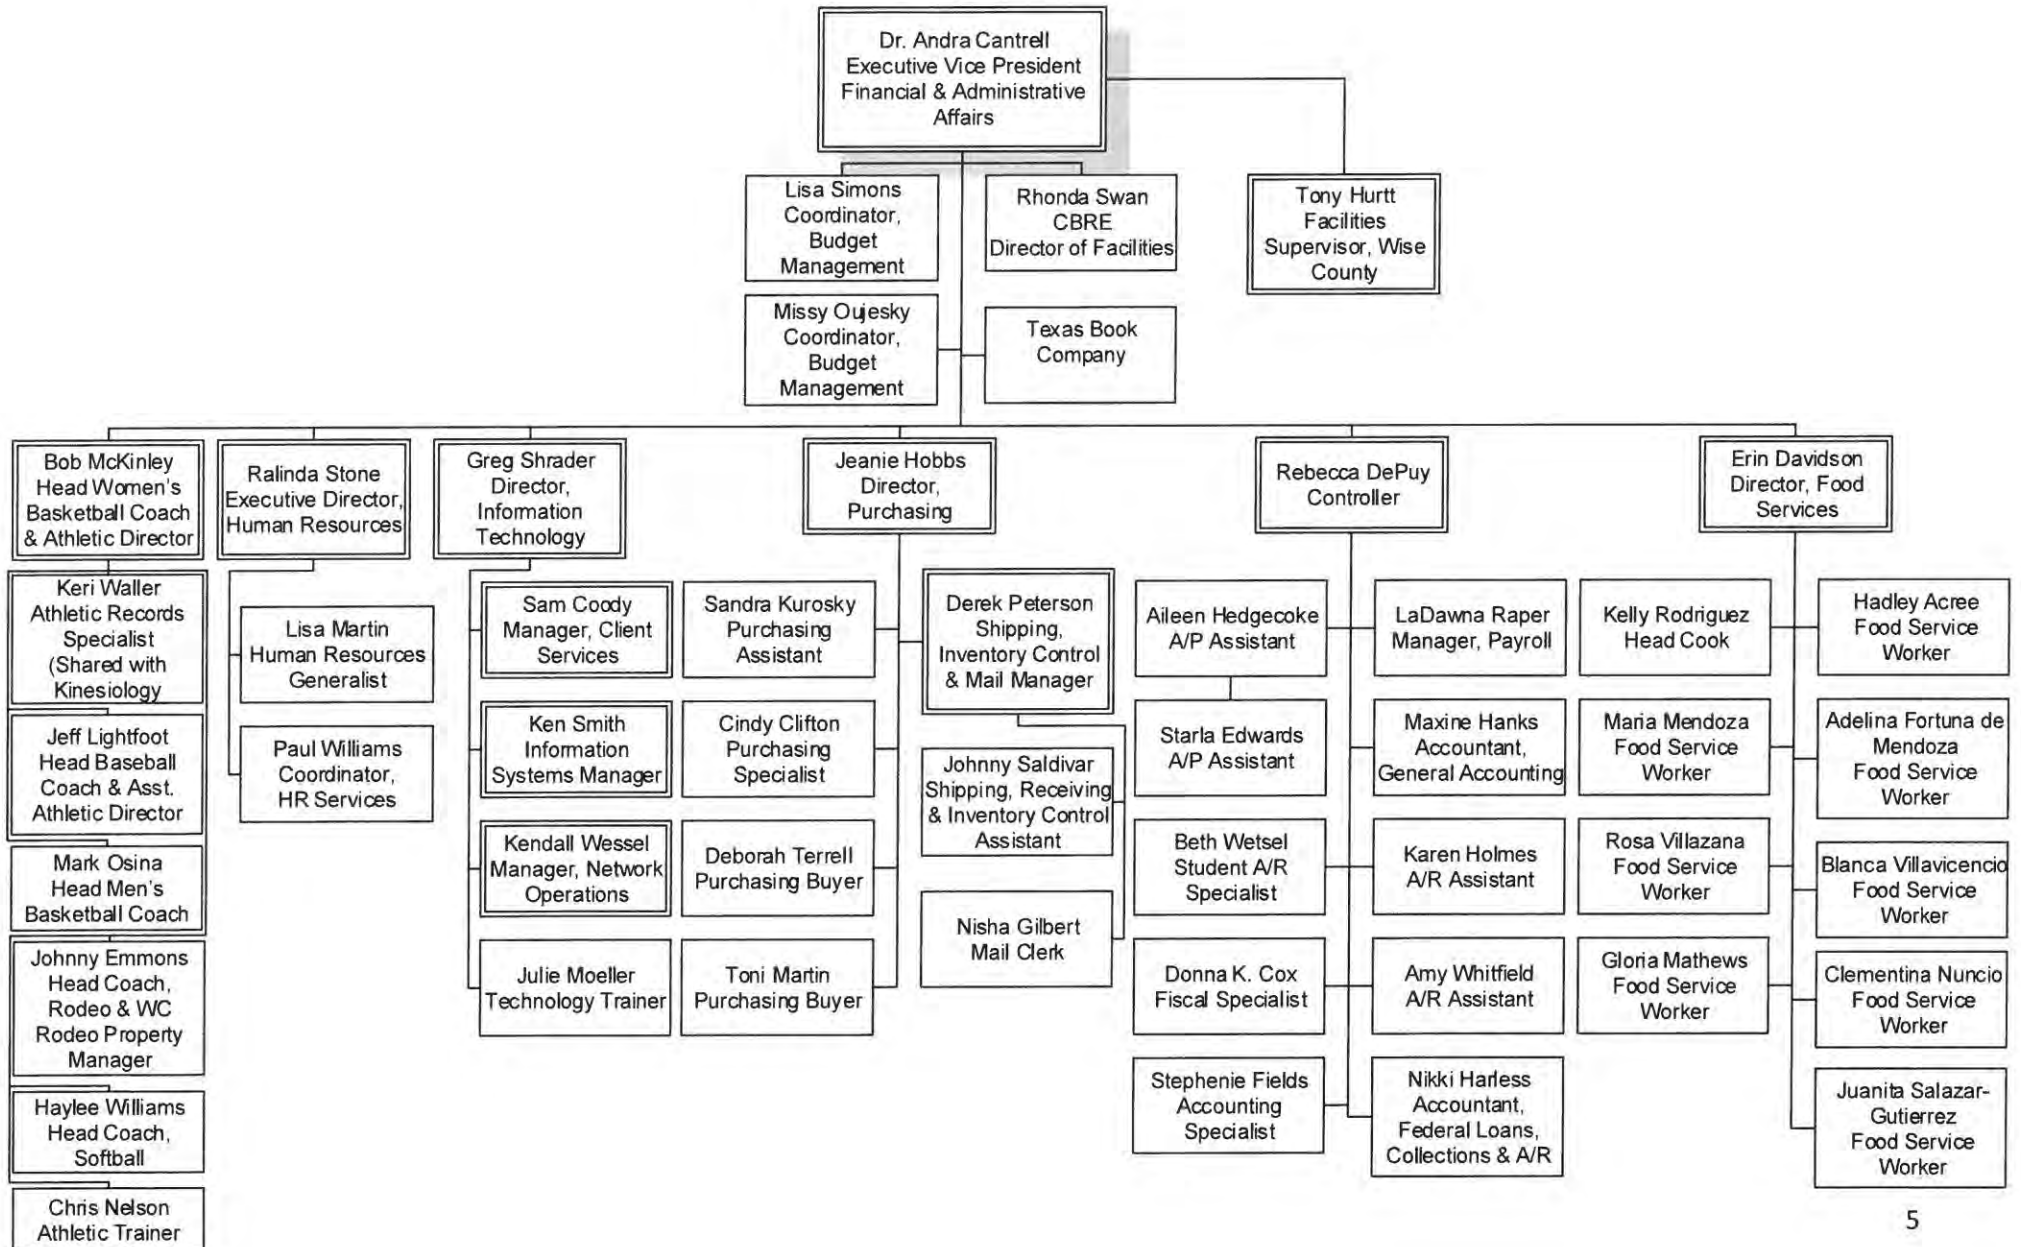 Dr. Andra Cantrell
Executive Vice President
Financial & Administrative
Affairs
Lisa Simons
Coordinator,
Budget
Management
Rhonda Swan
CBRE
Director of Facilities
Tony Hurtt
Facilities
Supervisor, Wise
County
Missy Oujesky
Coordinator,
Budget
Management
Texas Book
Company
Bob McKinley
Head Women's
Basketball Coach
& Athletic Director
Ralinda Stone
Executive Director,
Human Resources
Greg Shrader
Director,
Information
Technology
Jeanie Hobbs
Director,
Purchasing
Rebecca DePuy
Controller
Erin Davidson
Director, Food
Services
Keri Waller
Athletic Records
Specialist
(Shared with
Kinesiology
Jeff Lightfoot
Head Baseball
Coach & Asst.
Athletic Director
Mark Osina
Head Men's
Basketball Coach
Johnny Emmons
Head Coach,
Rodeo & WC
Rodeo Property
Manager
Haylee Williams
Head Coach,
Softball
Chris Nelson
Athletic Trainer
Lisa Martin
Human Resources
Generalist
Paul Williams
Coordinator,
HR Services
Sam Coody
Manager, Client
Services
Ken Smith
Information
Systems Manager
Kendall Wessel
Manager, Network
Operations
Julie Moeller
Technology Trainer
Sandra Kurosky
Purchasing
Assistant
Cindy Clifton
Purchasing
Specialist
Deborah Terrell
Purchasing Buyer
Toni Martin
Purchasing Buyer
Derek Peterson
Shipping,
Inventory Control
& Mail Manager
Johnny Saldivar
Shipping, Receiving
& Inventory Control
Assistant
Nisha Gilbert
Mail Clerk
Aileen Hedgecoke
A/P Assistant
Starla Edwards
A/P Assistant
Beth Wetsel
Student A/R
Specialist
Donna K. Cox
Fiscal Specialist
Stephenie Fields
Accounting
Specialist
LaDawna Raper
Manager, Payroll
Maxine Hanks
Accountant,
General Accounting
Karen Holmes
A/R Assistant
Amy Whitfield
A/R Assistant
Nikki Harless
Accountant,
Federal Loans,
Collections & A/R
Kelly Rodriguez
Head Cook
Maria Mendoza
Food Service
Worker
Rosa Villazana
Food Service
Worker
Gloria Mathews
Food Service
Worker
Hadley Acree
Food Service
Worker
Adelina Fortuna de
Mendoza
Food Service
Worker
Blanca Villavicencio
Food Service
Worker
Clementina Nuncio
Food Service
Worker
Juanita Salazar-
Gutierrez
Food Service
Worker
5